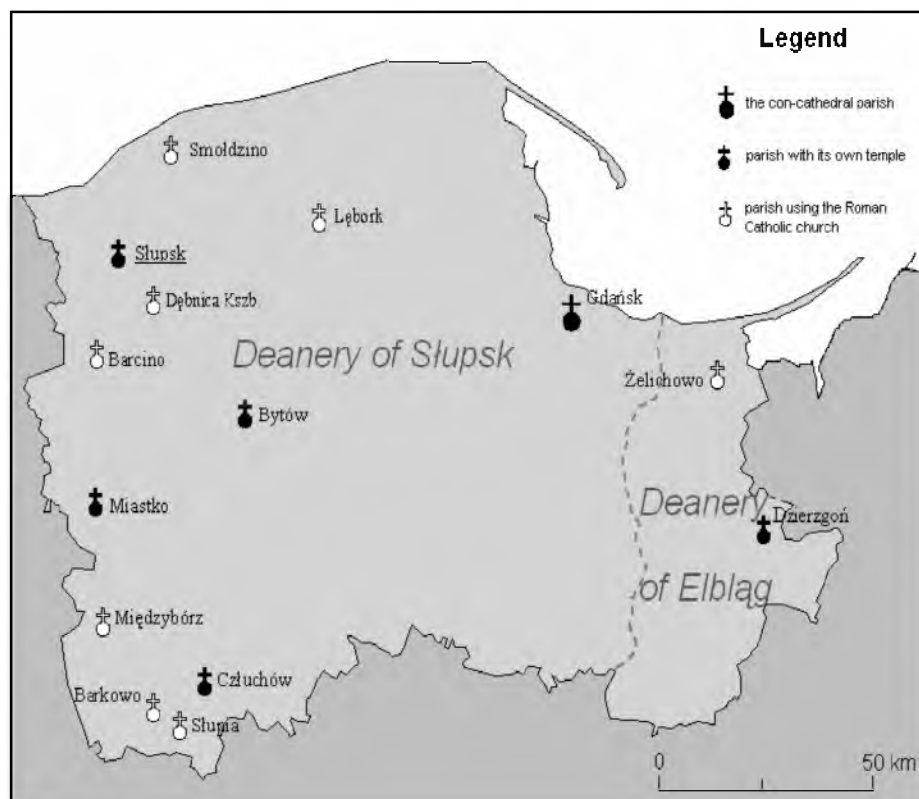 Legend
the con-cathedral parish
parish with its own temple
parish using the Roman
Catholic church
Smołdzino
Lębork
Słupsk
Dębnica Kszb.
Gdańsk
Deanery of Słupsk
Barcino
Żelichowo
Bytów
Miastko
Deanery
Dzierzgoń
of Elbląg
Międzybórz
Człuchów
Barkowo
Słupia
0
50 km